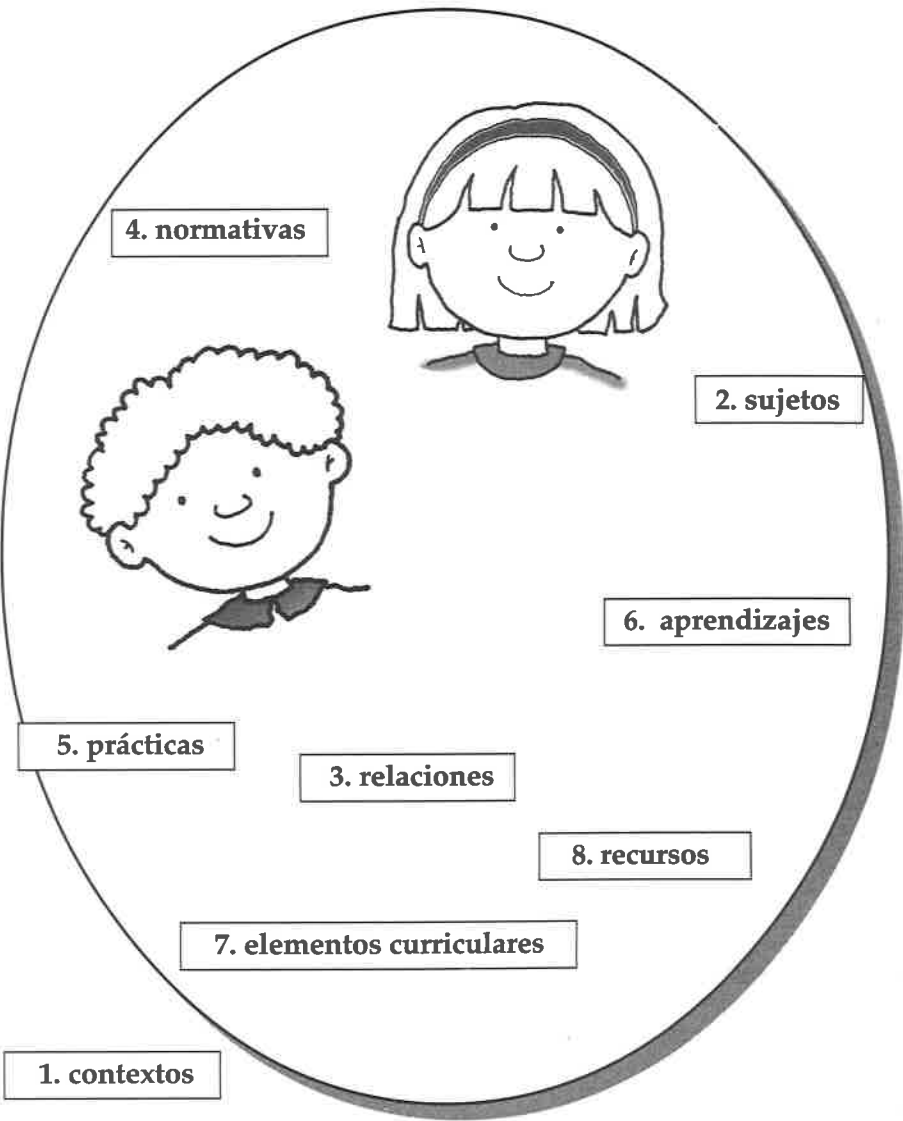 4. normativas
2. sujetos
6. aprendizajes
5. prácticas
3. relaciones
8. recursos
7. elementos curriculares
1. contextos